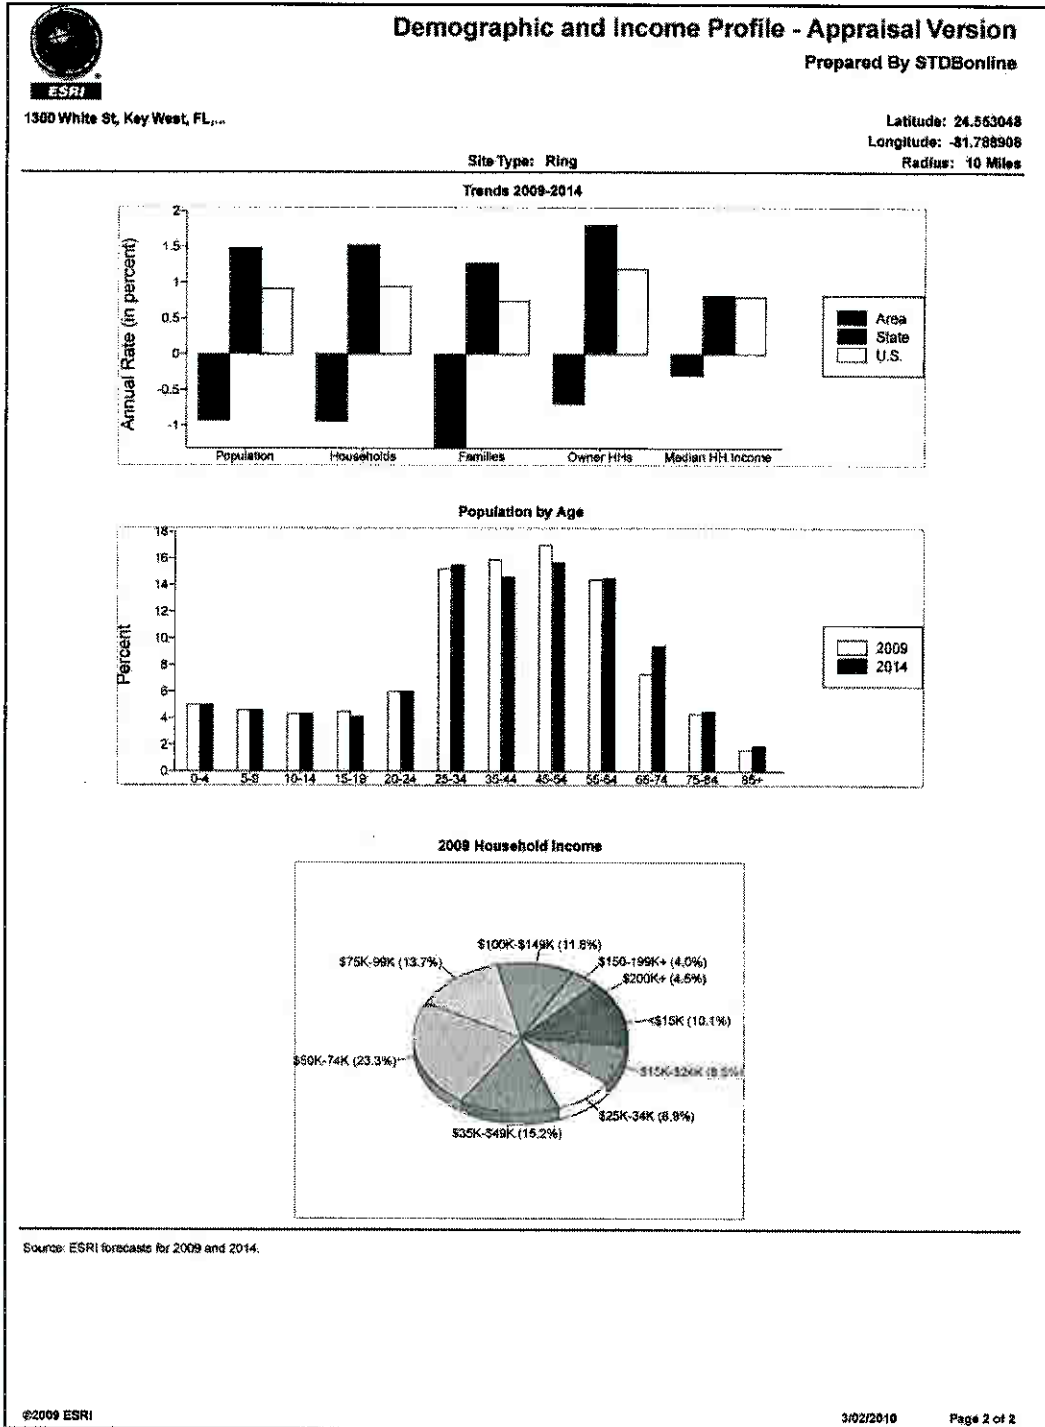 Demographic and Income Profile - Appraisal Version
Prepared By STDBonline
ESRI
1300 White St, Key West, FL,...
Latitude: 24.553048
Longitude: -81.788908
Site Type: Ring
Radius: 10 Miles
Trends 2009-2014
Annual Rate (in percent)
2
1.5
1
0.5
0
-0.5
-1
Population
Households
Families
Owner HHs
Median HH Income
Area
State
U.S.
Population by Age
Percent
18
16
14
12
10
8
6
4
2
0
0-4
5-9
10-14
15-19
20-24
25-34
35-44
45-54
55-64
65-74
75-84
85+
2009
2014
2009 Household Income
$100K-$149K (11.8%)
$75K-99K (13.7%)
$150-199K+ (4.0%)
$200K+ (4.5%)
<$15K (10.1%)
$50K-74K (23.3%)
$15K-$24K
$25K-34K (8.9%)
$35K-$49K (15.2%)
Source: ESRI forecasts for 2009 and 2014.
©2009 ESRI
3/02/2010
Page 2 of 2